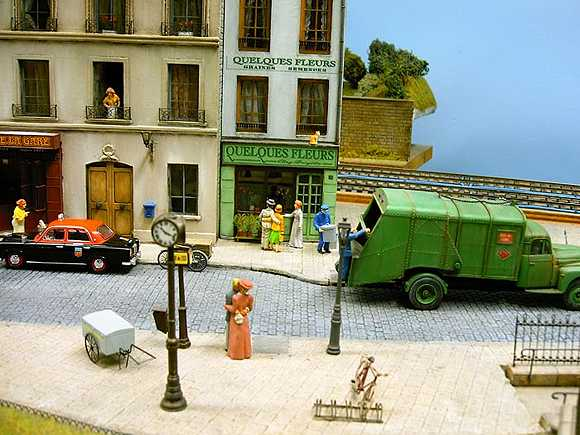 QUELQUES FLEURS
GRAINES SEMENCES
QUELQUES FLEURS
E LA GARE